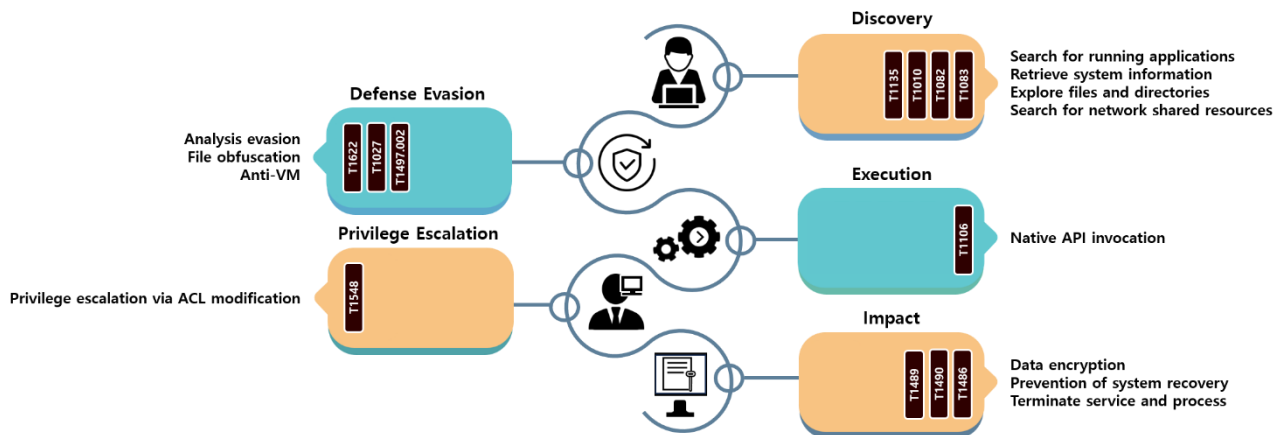 Discovery
T1135
T1010
T1082
T1083
Search for running applications
Retrieve system information
Explore files and directories
Search for network shared resources
Defense Evasion
Analysis evasion
File obfuscation
Anti-VM
T1622
T1027
T1497.002
Execution
T1106
Native API invocation
Privilege Escalation
Privilege escalation via ACL modification
T1548
Impact
T1489
T1490
T1486
Data encryption
Prevention of system recovery
Terminate service and process